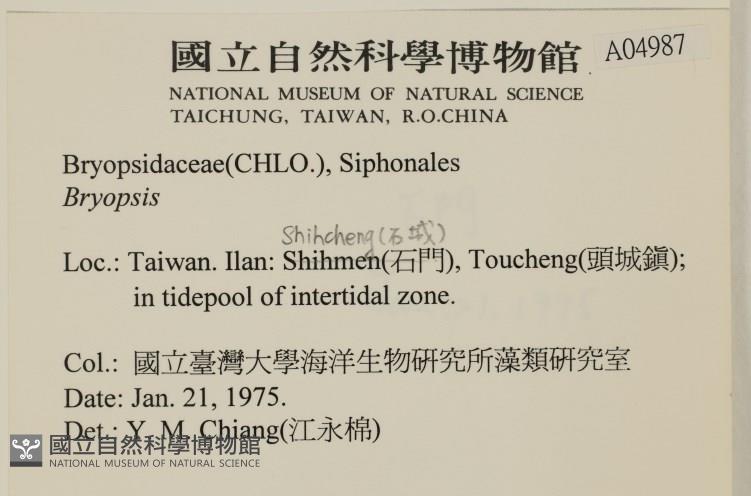 國立自然科學博物館 A04987
NATIONAL MUSEUM OF NATURAL SCIENCE
TAICHUNG, TAIWAN, R.O.CHINA
Bryopsidaceae(CHLO.), Siphonales
Bryopsis
Shihcheng(石城)
Loc.: Taiwan. Ilan: Shihmen(石門), Toucheng(頭城鎭);
in tidepool of intertidal zone.
Col.: 國立臺灣大學海洋生物研究所藻類研究室
Date: Jan. 21, 1975.
Det.: Y. M. Chiang(江永棉)
國立自然科學博物館
NATIONAL MUSEUM OF NATURAL SCIENCE